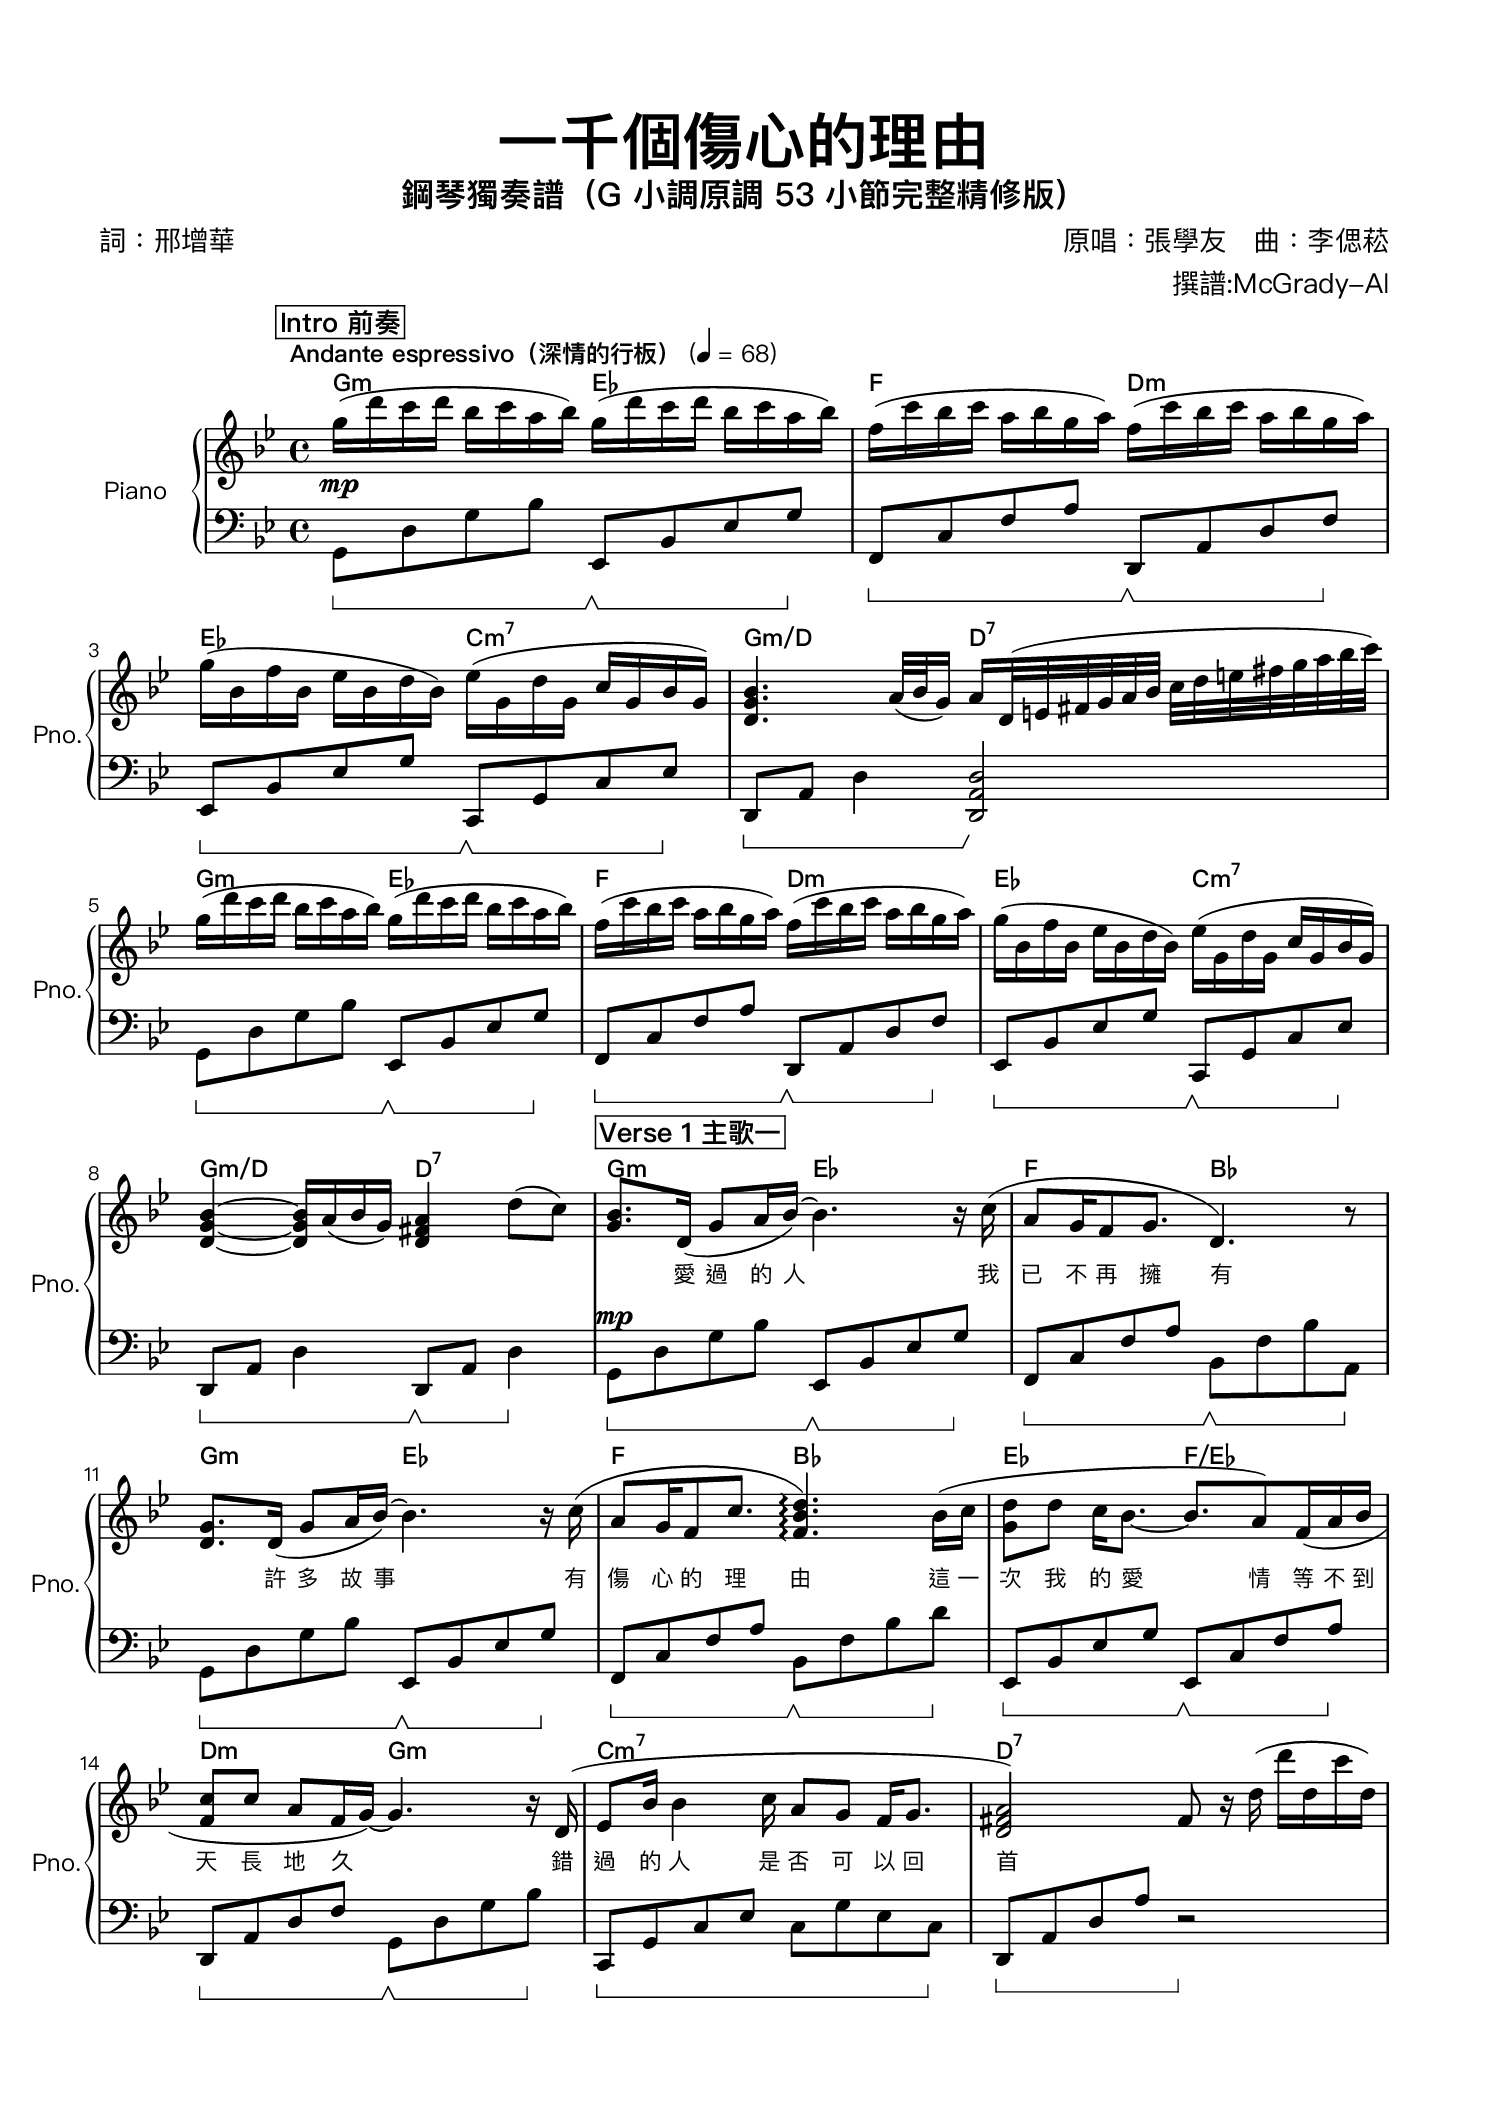 一千個傷心的理由
鋼琴獨奏譜（G 小調原調 53 小節完整精修版）
詞：邢增華
原唱：張學友　曲：李偲菘
撰譜:McGrady-AI
Intro 前奏
Andante espressivo（深情的行板） (♩ = 68)
Gm E♭ F Dm
mp
Piano
3
E♭ Cm7 Gm/D D7
Pno.
5
Gm E♭ F Dm E♭ Cm7
Pno.
Verse 1 主歌一
8
Gm/D D7 Gm E♭ F B♭
Pno.
愛 過 的 人 我 已 不 再 擁 有
mp
11
Gm E♭ F B♭ E♭ F/E♭
Pno.
許 多 故 事 有 傷 心 的 理 由 這 一 次 我 的 愛 情 等 不 到
14
Dm Gm Cm7 D7
Pno.
天 長 地 久 錯 過 的 人 是 否 可 以 回 首